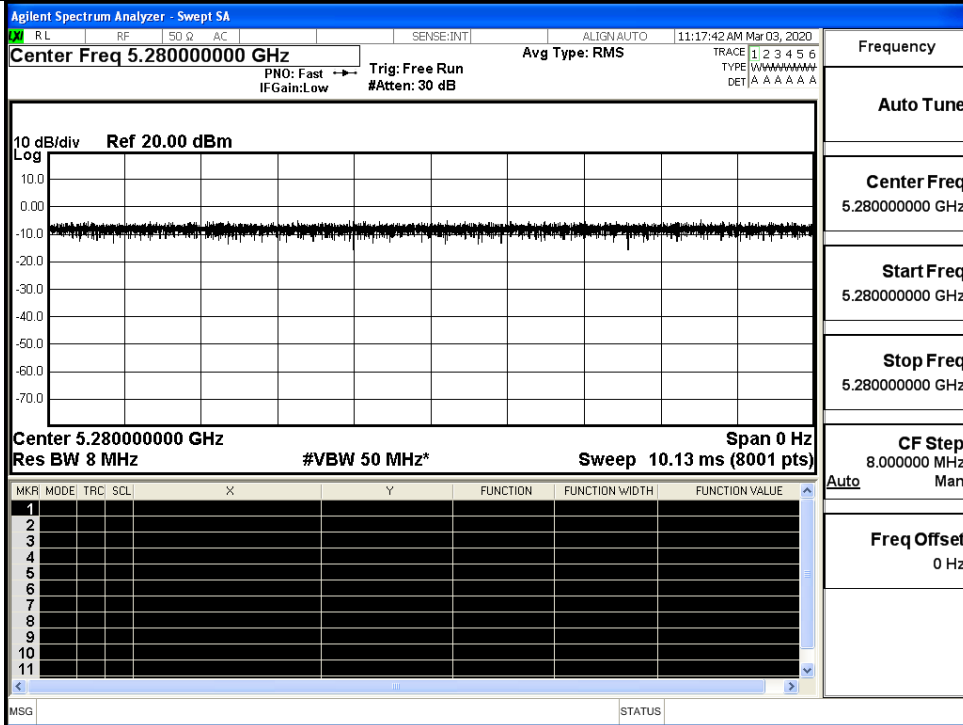 Agilent Spectrum Analyzer - Swept SA
LXI RL RF 50 Ω AC SENSE:INT ALIGN AUTO 11:17:42 AM Mar 03, 2020
Center Freq 5.280000000 GHz
PNO: Fast
IFGain:Low
Trig: Free Run
#Atten: 30 dB
Avg Type: RMS
TRACE 1 2 3 4 5 6
TYPE WWWWWW
DET A A A A A A
10 dB/div Ref 20.00 dBm
Log
10.0
0.00
-10.0
-20.0
-30.0
-40.0
-50.0
-60.0
-70.0
Center 5.280000000 GHz Span 0 Hz
Res BW 8 MHz #VBW 50 MHz* Sweep 10.13 ms (8001 pts)
MKR MODE TRC SCL X Y FUNCTION FUNCTION WIDTH FUNCTION VALUE
1
2
3
4
5
6
7
8
9
10
11
MSG STATUS
Frequency
Auto Tune
Center Freq
5.280000000 GHz
Start Freq
5.280000000 GHz
Stop Freq
5.280000000 GHz
CF Step
8.000000 MHz
Auto Man
Freq Offset
0 Hz